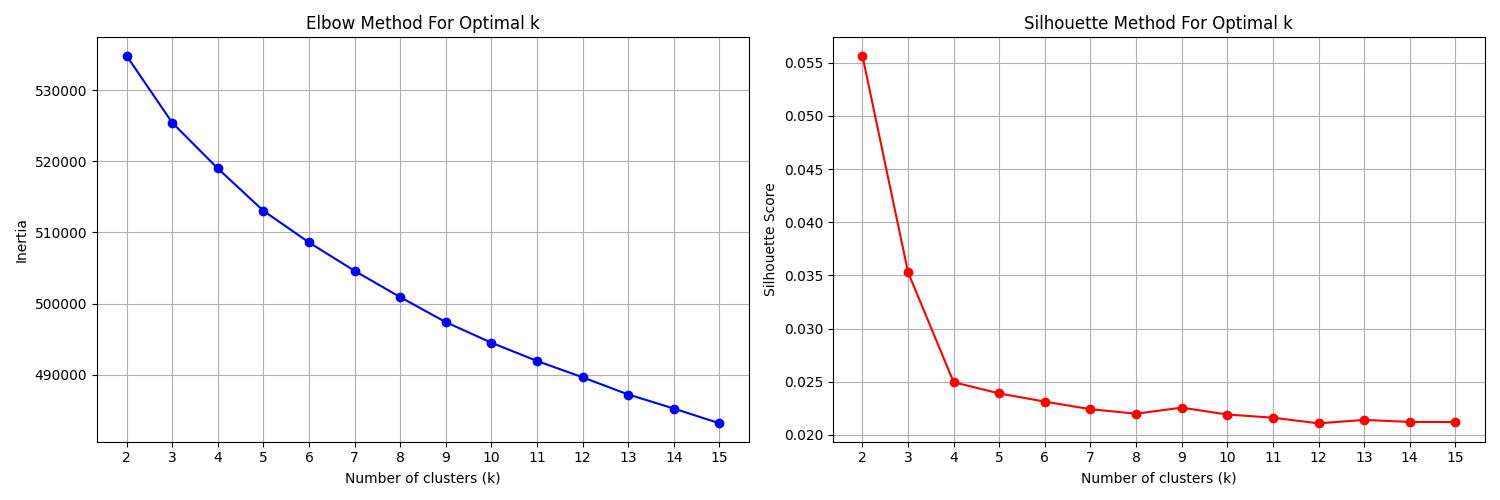 Elbow Method For Optimal k
530000
520000
510000
500000
490000
Inertia
2 3 4 5 6 7 8 9 10 11 12 13 14 15
Number of clusters (k)
Silhouette Method For Optimal k
0.055
0.050
0.045
0.040
0.035
0.030
0.025
0.020
Silhouette Score
2 3 4 5 6 7 8 9 10 11 12 13 14 15
Number of clusters (k)